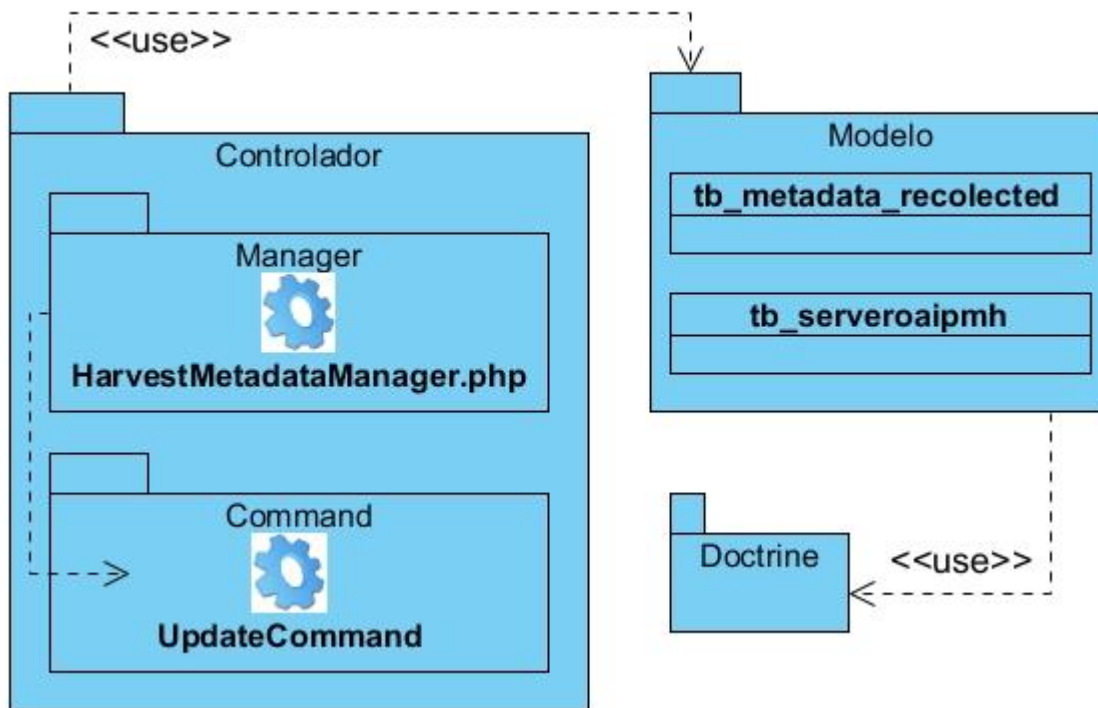 <<use>>
Controlador
Manager
HarvestMetadataManager.php
Command
UpdateCommand
Modelo
tb_metadata_recolected
tb_serveroaipmh
Doctrine
<<use>>